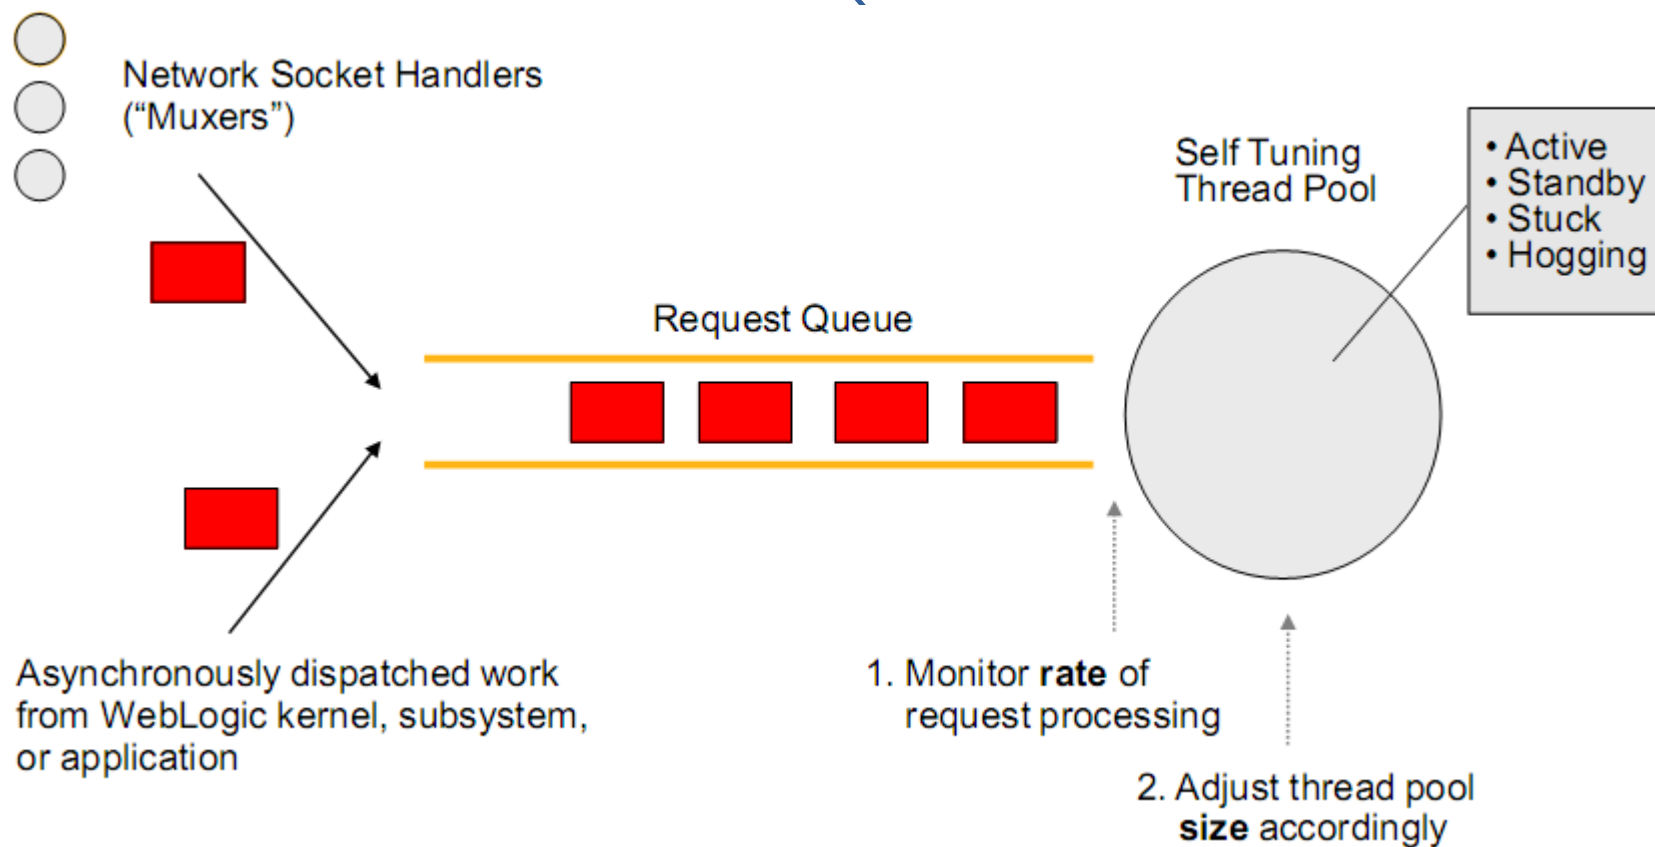 Network Socket Handlers
(“Muxers”)
Self Tuning
Thread Pool
• Active
• Standby
• Stuck
• Hogging
Request Queue
Asynchronously dispatched work
from WebLogic kernel, subsystem,
or application
1. Monitor rate of
request processing
2. Adjust thread pool
size accordingly